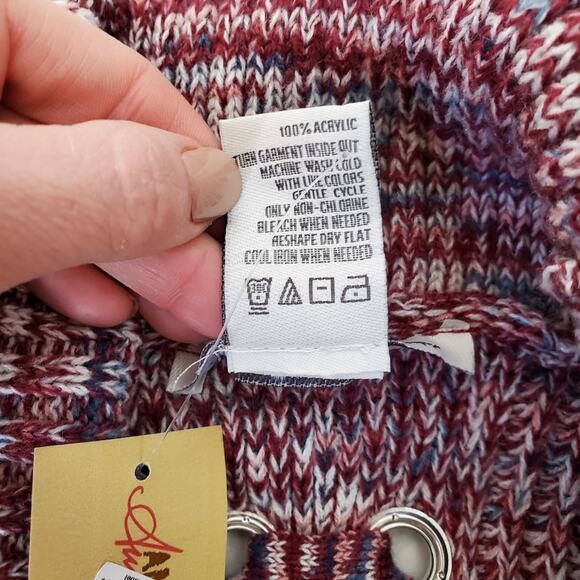 100% ACRYLIC
TURN GARMENT INSIDE OUT
MACHINE WASH COLD
WITH LIKE COLORS
GENTLE CYCLE
ONLY NON-CHLORINE
BLEACH WHEN NEEDED
RESHAPE DRY FLAT
COOL IRON WHEN NEEDED
30C